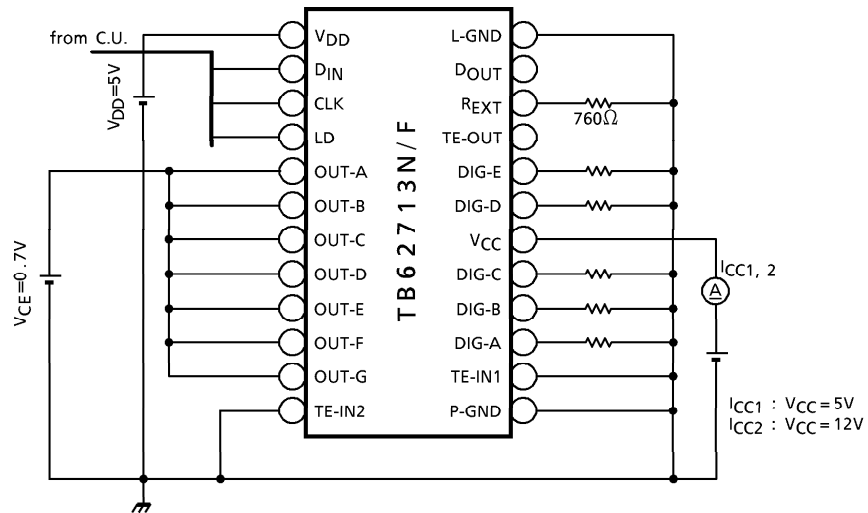 from C.U.
VDD=5V
VCE=0.7V
VDD
DIN
CLK
LD
OUT-A
OUT-B
OUT-C
OUT-D
OUT-E
OUT-F
OUT-G
TE-IN2
TB62713N/F
L-GND
DOUT
REXT
TE-OUT
DIG-E
DIG-D
VCC
DIG-C
DIG-B
DIG-A
TE-IN1
P-GND
760Ω
ICC1, 2
A
ICC1 : VCC=5V
ICC2 : VCC=12V